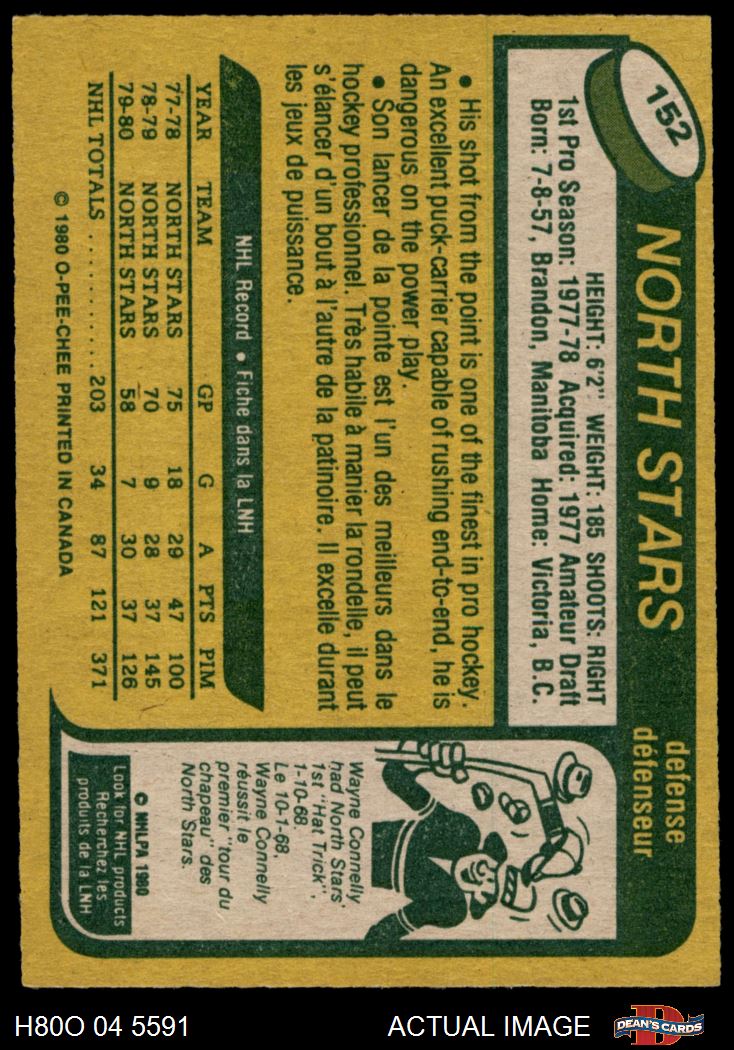 152
NORTH STARS
defense
défenseur
HEIGHT: 6'2" WEIGHT: 185 SHOOTS: RIGHT
1st Pro Season: 1977-78 Acquired: 1977 Amateur Draft
Born: 7-8-57, Brandon, Manitoba Home: Victoria, B.C.
• His shot from the point is one of the finest in pro hockey.
An excellent puck-carrier capable of rushing end-to-end, he is
dangerous on the power play.
• Son lancer de la pointe est l'un des meilleurs dans le
hockey professionnel. Très habile à manier la rondelle, il peut
s'élancer d'un bout à l'autre de la patinoire. Il excelle durant
les jeux de puissance.
NHL Record • Fiche dans la LNH
YEAR TEAM GP G A PTS PIM
77-78 NORTH STARS 75 18 29 47 100
78-79 NORTH STARS 70 9 28 37 145
79-80 NORTH STARS 58 7 30 37 126
NHL TOTALS .......... 203 34 87 121 371
© 1980 O-PEE-CHEE PRINTED IN CANADA
Wayne Connelly
had North Stars'
1st "Hat Trick",
1-10-68.
Le 10-1-68,
Wayne Connelly
réussit le
premier "tour du
chapeau" des
North Stars.
© NHLPA 1980
Look for NHL products
Recherchez les
produits de la LNH
H80O 04 5591
ACTUAL IMAGE
D
DEAN'S CARDS